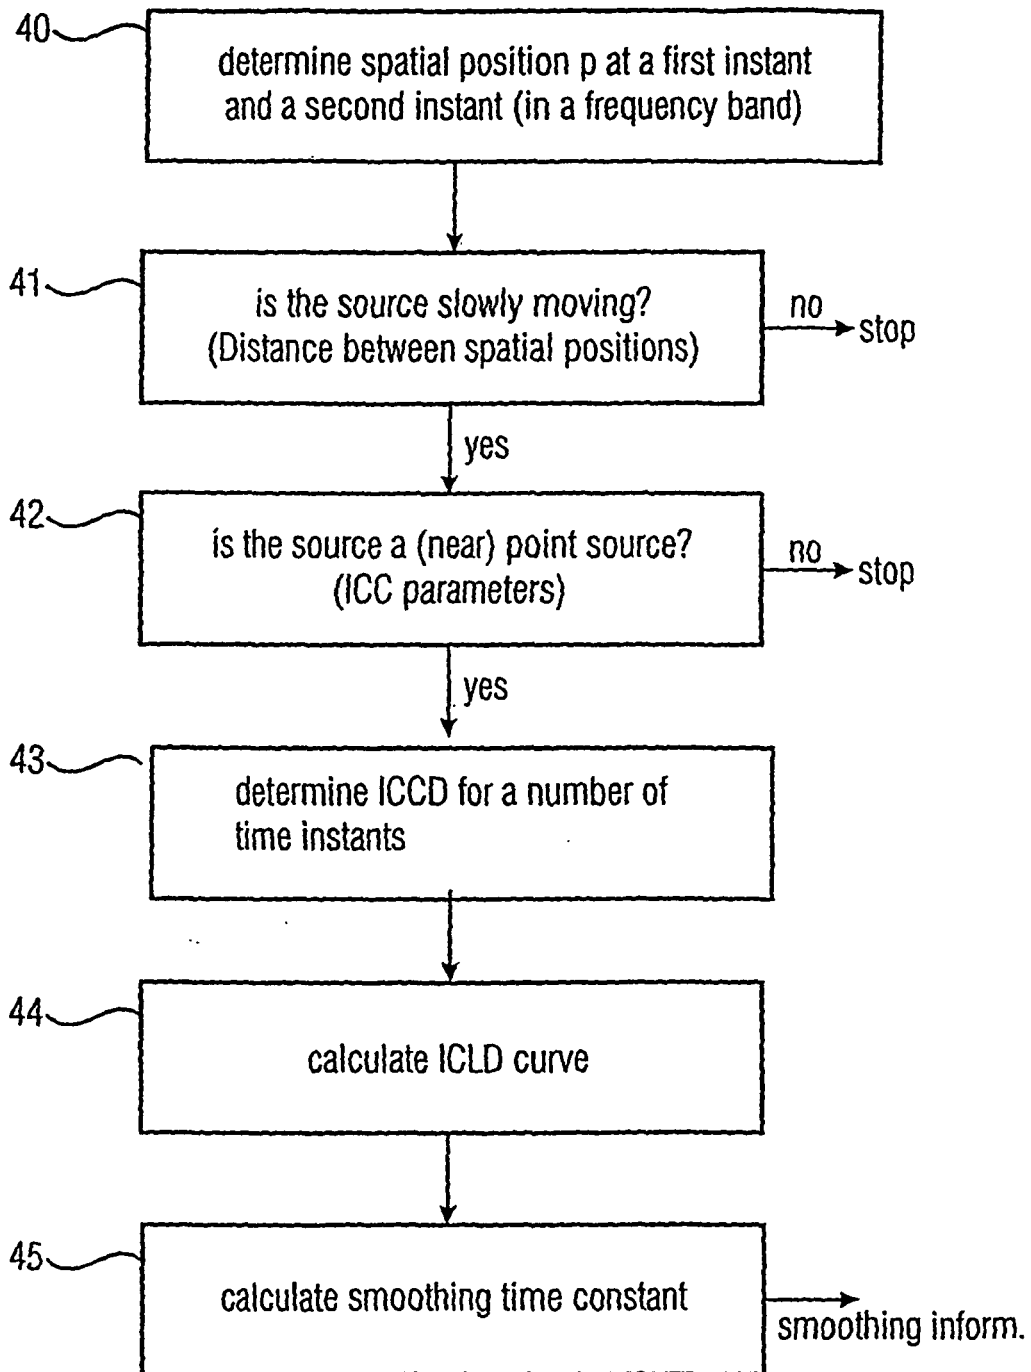 40
determine spatial position p at a first instant
and a second instant (in a frequency band)
41
is the source slowly moving?
(Distance between spatial positions)
no
stop
yes
42
is the source a (near) point source?
(ICC parameters)
no
stop
yes
43
determine ICCD for a number of
time instants
44
calculate ICLD curve
45
calculate smoothing time constant
smoothing inform.